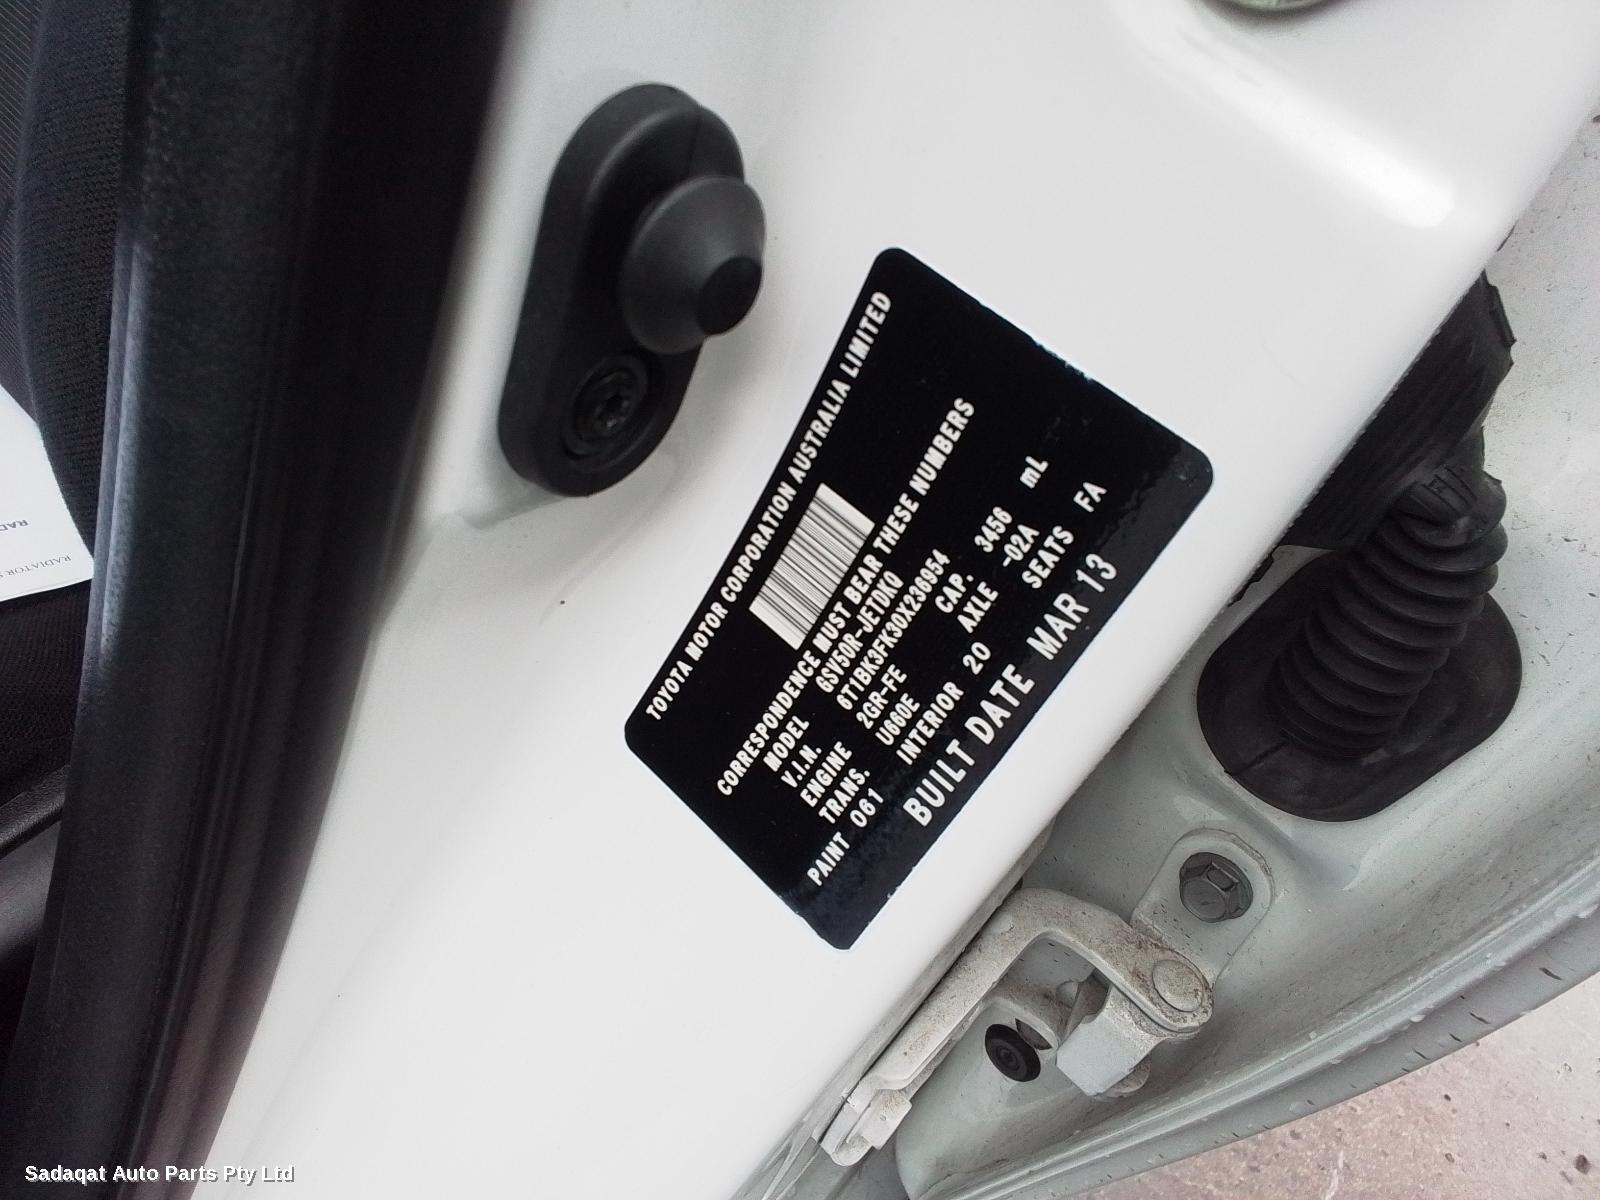 TOYOTA MOTOR CORPORATION AUSTRALIA LIMITED
CORRESPONDENCE MUST BEAR THESE NUMBERS
MODEL GSV50R-JETDKQ
V.I.N. 6T1BK3FK30X236954
ENGINE 2GR-FE CAP. 3456 mL
TRANS. U660E AXLE -02A
PAINT 061 INTERIOR 20 SEATS FA
BUILT DATE MAR 13
RADIATOR
Sadaqat Auto Parts Pty Ltd